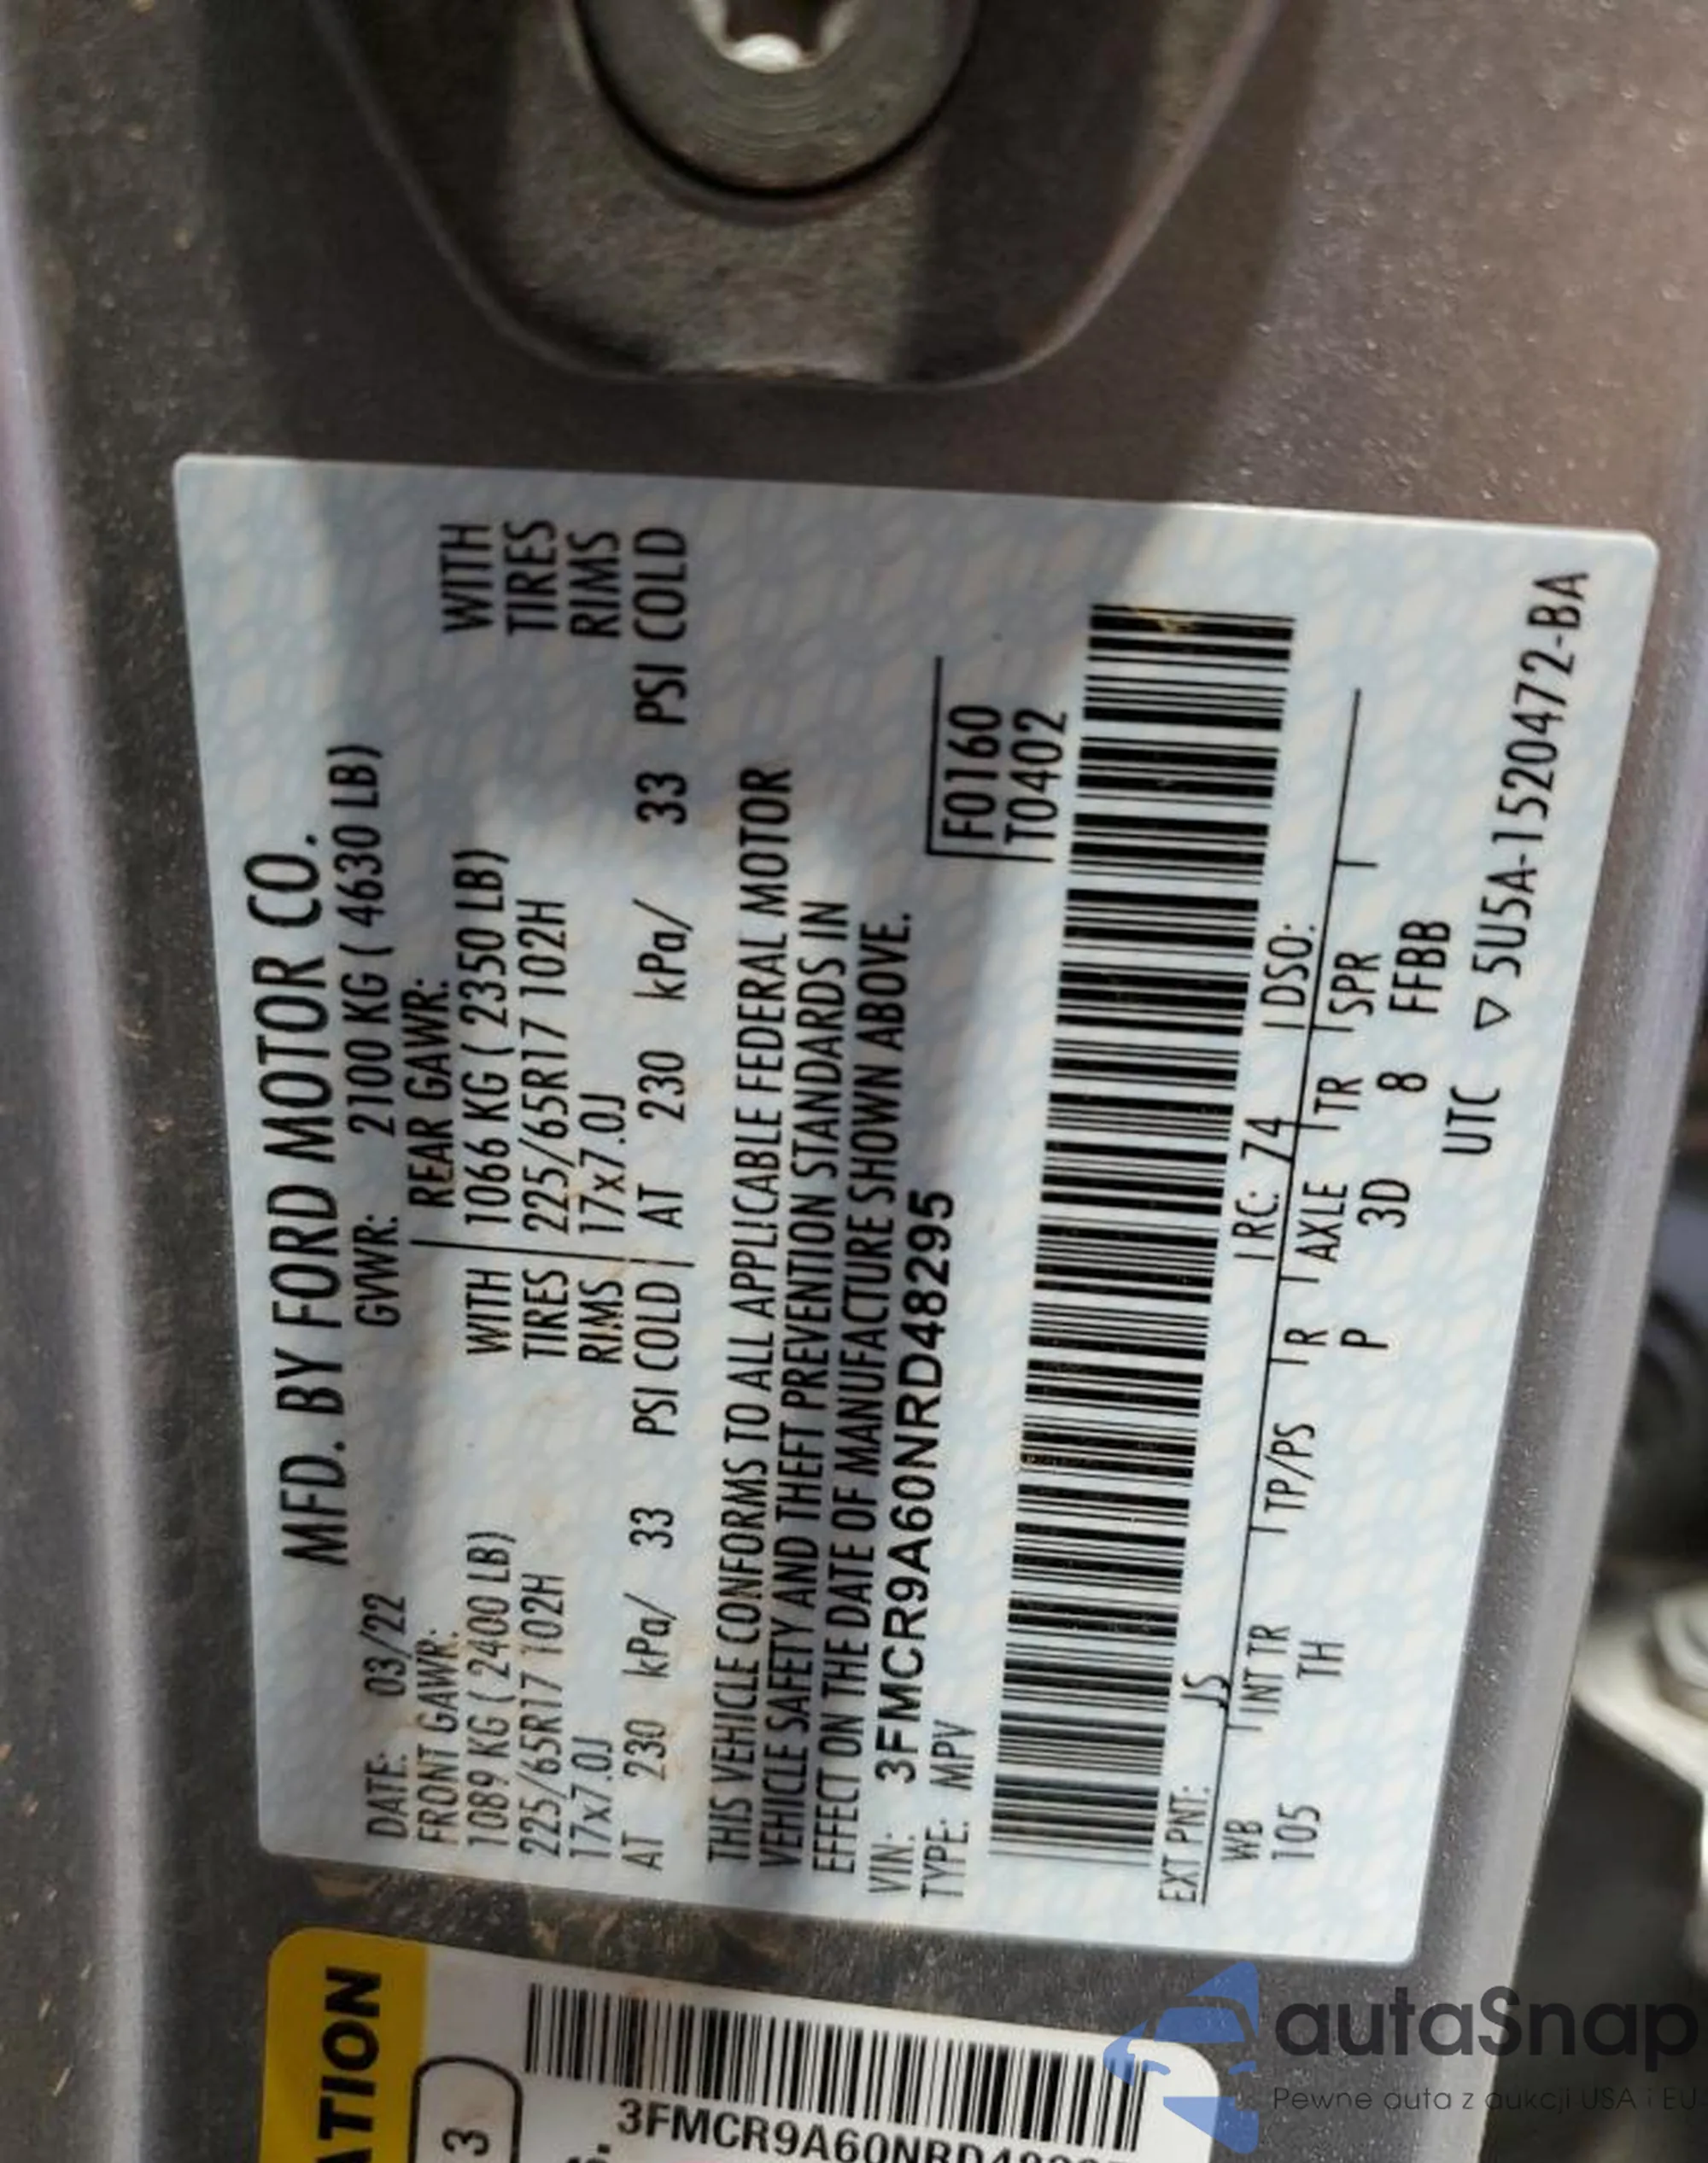 MFD. BY FORD MOTOR CO.
DATE: 03/22 GVWR: 2100 KG ( 4630 LB)
FRONT GAWR: REAR GAWR:
1089 KG ( 2400 LB) WITH 1066 KG ( 2350 LB) WITH
225/65R17 102H TIRES 225/65R17 102H TIRES
17x7.0J RIMS 17x7.0J RIMS
AT 230 kPa/ 33 PSI COLD AT 230 kPa/ 33 PSI COLD
THIS VEHICLE CONFORMS TO ALL APPLICABLE FEDERAL MOTOR
VEHICLE SAFETY AND THEFT PREVENTION STANDARDS IN
EFFECT ON THE DATE OF MANUFACTURE SHOWN ABOVE.
VIN: 3FMCR9A60NRD48295
TYPE: MPV
F0160
T0402
EXT PNT: JS RC: 74 DSO:
WB INT TR TP/PS R AXLE TR SPR
105 TH P 3D 8 FFBB
UTC ▽ 5U5A-1520472-BA
ATION
3
3FMCR9A60NRD48295
autaSnap
Pewne auta z aukcji USA i EU